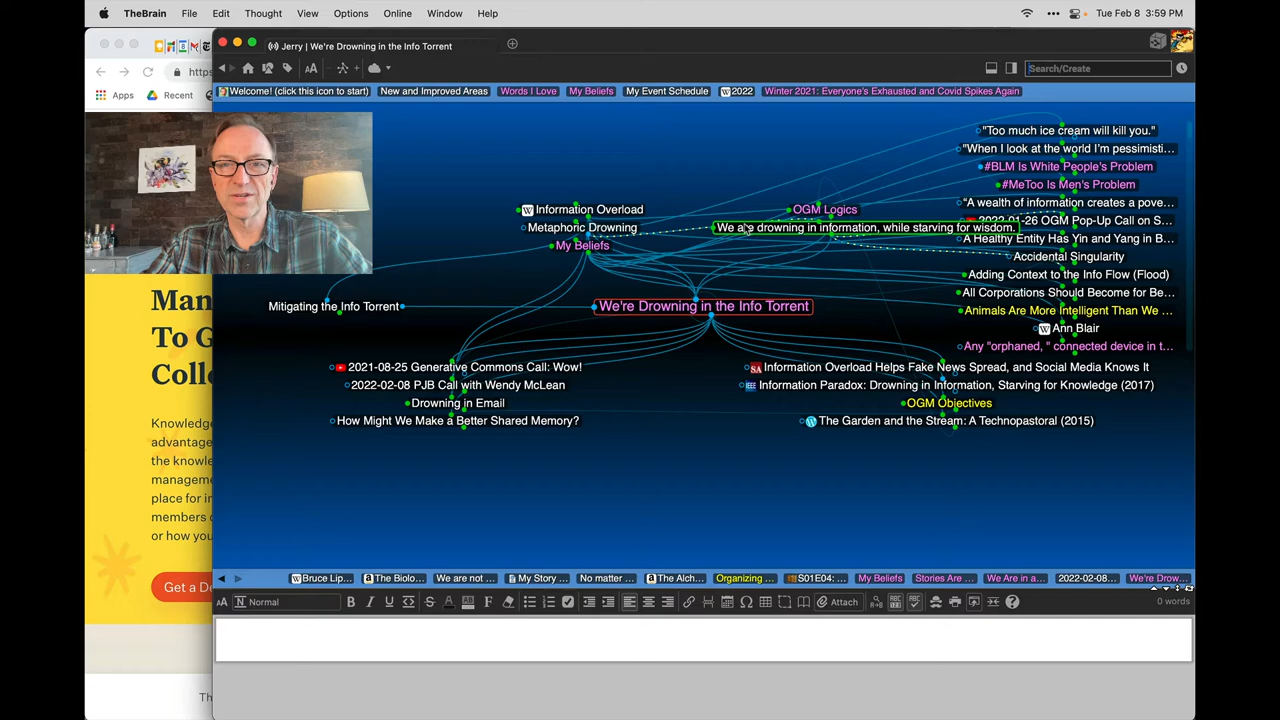 TheBrain File Edit Thought View Options Online Window Help
Tue Feb 8 3:59 PM
Jerry | We're Drowning in the Info Torrent
https
Search/Create
Apps
Recent
Welcome! (click this icon to start) New and Improved Areas Words I Love My Beliefs My Event Schedule 2022 Winter 2021: Everyone's Exhausted and Covid Spikes Again
"Too much ice cream will kill you."
"When I look at the world I'm pessimisti...
#BLM Is White People's Problem
#MeToo Is Men's Problem
"A wealth of information creates a pove...
2022-01-26 OGM Pop-Up Call on S...
A Healthy Entity Has Yin and Yang in B...
Accidental Singularity
Adding Context to the Info Flow (Flood)
All Corporations Should Become for Be...
Animals Are More Intelligent Than We ...
Ann Blair
Any "orphaned, " connected device in t...
Information Overload
Metaphoric Drowning
My Beliefs
OGM Logics
We are drowning in information, while starving for wisdom.
Mitigating the Info Torrent
We're Drowning in the Info Torrent
2021-08-25 Generative Commons Call: Wow!
2022-02-08 PJB Call with Wendy McLean
Drowning in Email
How Might We Make a Better Shared Memory?
Information Overload Helps Fake News Spread, and Social Media Knows It
Information Paradox: Drowning in Information, Starving for Knowledge (2017)
OGM Objectives
The Garden and the Stream: A Technopastoral (2015)
Man
To G
Colle
Knowled
advantag
the know
manage
place for in
members o
or how you
Get a De
Th
Bruce Lip... The Biolo... We are not ... My Story ... No matter ... The Alch... Organizing ... S01E04: ... My Beliefs Stories Are ... We Are in a... 2022-02-08... We're Drow...
Normal
Attach
0 words